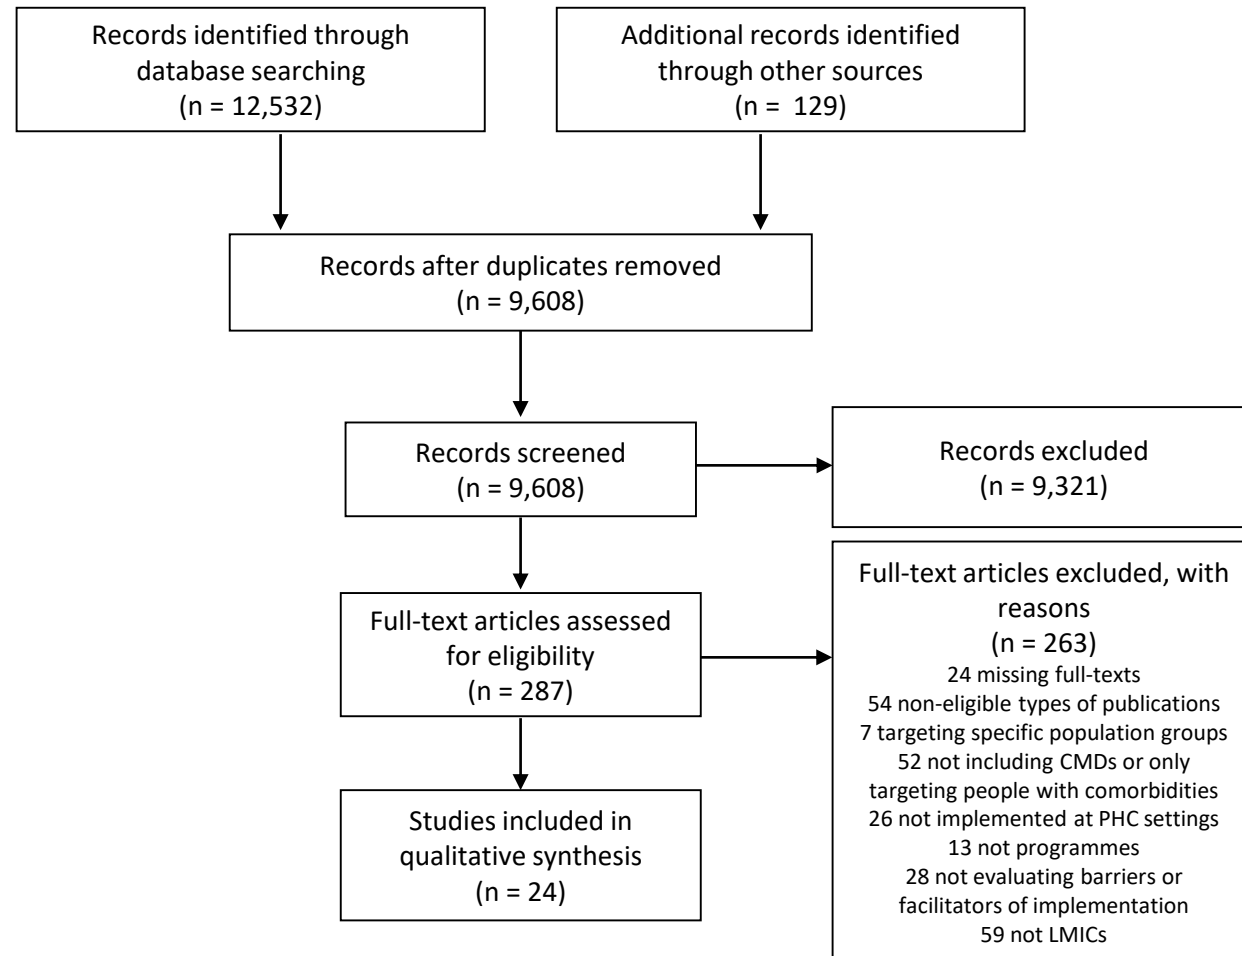 Records identified through
database searching
(n = 12,532)
Additional records identified
through other sources
(n = 129)
Records after duplicates removed
(n = 9,608)
Records screened
(n = 9,608)
Records excluded
(n = 9,321)
Full-text articles assessed
for eligibility
(n = 287)
Full-text articles excluded, with
reasons
(n = 263)
24 missing full-texts
54 non-eligible types of publications
7 targeting specific population groups
52 not including CMDs or only
targeting people with comorbidities
26 not implemented at PHC settings
13 not programmes
28 not evaluating barriers or
facilitators of implementation
59 not LMICs
Studies included in
qualitative synthesis
(n = 24)